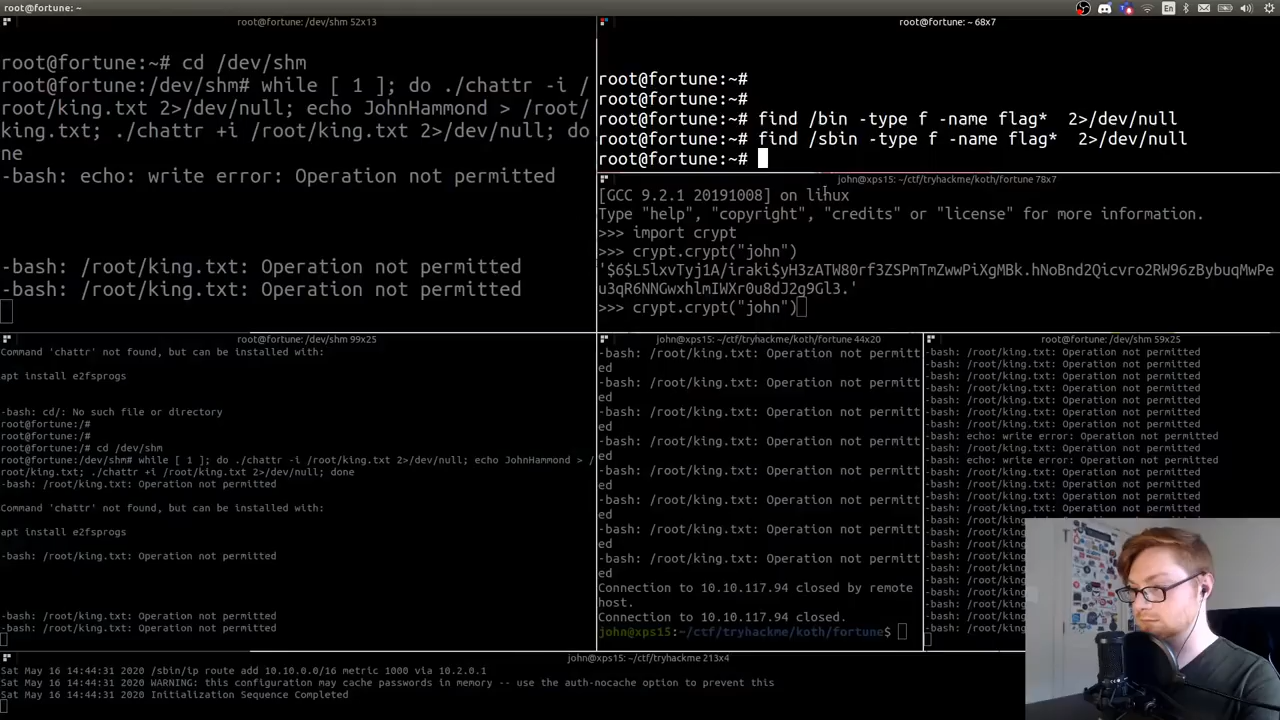 root@fortune: ~
root@fortune: /dev/shm 52x13
root@fortune:~# cd /dev/shm
root@fortune:/dev/shm# while [ 1 ]; do ./chattr -i /
root/king.txt 2>/dev/null; echo JohnHammond > /root/
king.txt; ./chattr +i /root/king.txt 2>/dev/null; do
ne
-bash: echo: write error: Operation not permitted
-bash: /root/king.txt: Operation not permitted
-bash: /root/king.txt: Operation not permitted
root@fortune: ~ 68x7
root@fortune:~#
root@fortune:~#
root@fortune:~# find /bin -type f -name flag*  2>/dev/null
root@fortune:~# find /sbin -type f -name flag*  2>/dev/null
root@fortune:~#
john@xps15: ~/ctf/tryhackme/koth/fortune 78x7
[GCC 9.2.1 20191008] on linux
Type "help", "copyright", "credits" or "license" for more information.
>>> import crypt
>>> crypt.crypt("john")
'$6$L5lxvTyj1A/iraki$yH3zATW80rf3ZSPmTmZwwPiXgMBk.hNoBnd2Qicvro2RW96zBybuqMwPe
u3qR6NNGwxhlmIWXr0u8dJ2g9Gl3.'
>>> crypt.crypt("john")
root@fortune: /dev/shm 99x25
Command 'chattr' not found, but can be installed with:
apt install e2fsprogs
-bash: cd/: No such file or directory
root@fortune:/#
root@fortune:/#
root@fortune:/# cd /dev/shm
root@fortune:/dev/shm# while [ 1 ]; do ./chattr -i /root/king.txt 2>/dev/null; echo JohnHammond > /
root/king.txt; ./chattr +i /root/king.txt 2>/dev/null; done
-bash: /root/king.txt: Operation not permitted
Command 'chattr' not found, but can be installed with:
apt install e2fsprogs
-bash: /root/king.txt: Operation not permitted
-bash: /root/king.txt: Operation not permitted
-bash: /root/king.txt: Operation not permitted
john@xps15: ~/ctf/tryhackme/koth/fortune 44x20
-bash: /root/king.txt: Operation not permitt
ed
-bash: /root/king.txt: Operation not permitt
ed
-bash: /root/king.txt: Operation not permitt
ed
-bash: /root/king.txt: Operation not permitt
ed
-bash: /root/king.txt: Operation not permitt
ed
-bash: /root/king.txt: Operation not permitt
ed
-bash: /root/king.txt: Operation not permitt
ed
-bash: /root/king.txt: Operation not permitt
ed
Connection to 10.10.117.94 closed by remote
host.
Connection to 10.10.117.94 closed.
john@xps15:~/ctf/tryhackme/koth/fortune$
root@fortune: /dev/shm 59x25
-bash: /root/king.txt: Operation not permitted
-bash: /root/king.txt: Operation not permitted
-bash: /root/king.txt: Operation not permitted
-bash: /root/king.txt: Operation not permitted
-bash: /root/king.txt: Operation not permitted
-bash: /root/king.txt: Operation not permitted
-bash: /root/king.txt: Operation not permitted
-bash: echo: write error: Operation not permitted
-bash: /root/king.txt: Operation not permitted
-bash: echo: write error: Operation not permitted
-bash: /root/king.txt: Operation not permitted
-bash: /root/king.txt: Operation not permitted
-bash: /root/king.txt: Operation not permitted
-bash: /root/king.txt: Operation not permitted
john@xps15: ~/ctf/tryhackme 213x4
Sat May 16 14:44:31 2020 /sbin/ip route add 10.10.0.0/16 metric 1000 via 10.2.0.1
Sat May 16 14:44:31 2020 WARNING: this configuration may cache passwords in memory -- use the auth-nocache option to prevent this
Sat May 16 14:44:31 2020 Initialization Sequence Completed